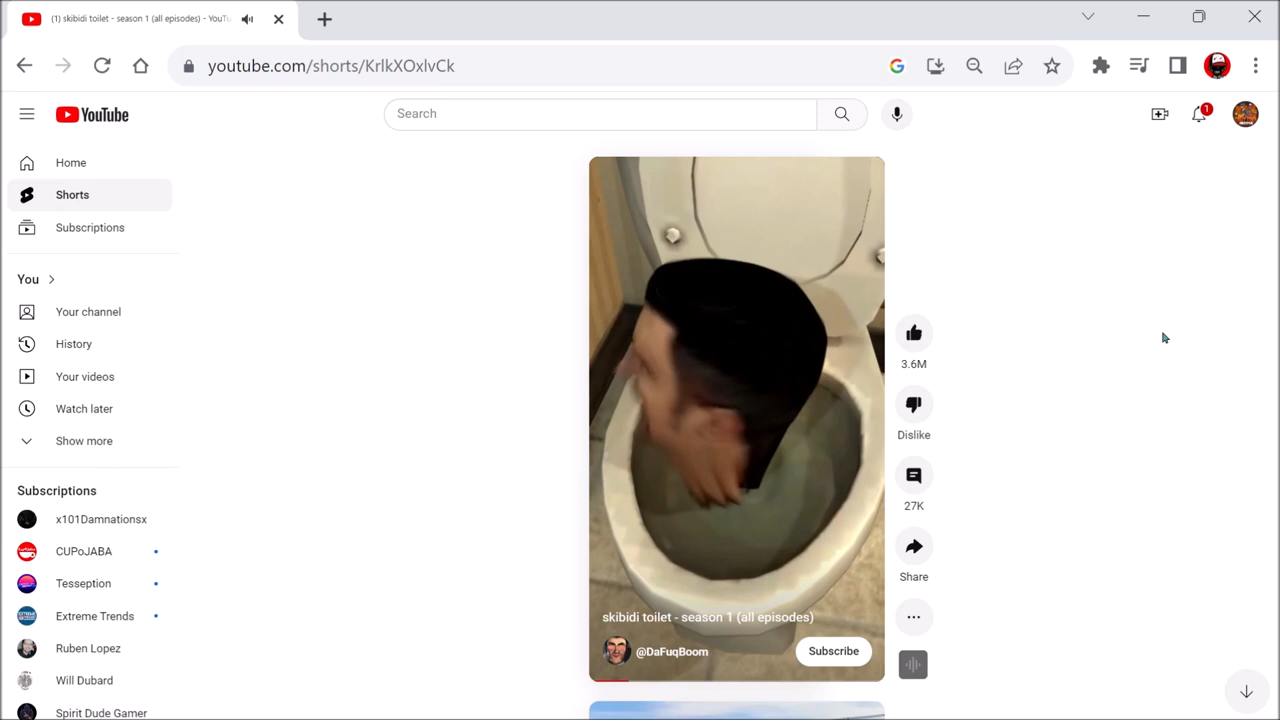 (1) skibidi toilet - season 1 (all episodes) - YouTu
youtube.com/shorts/KrlkXOxlvCk
YouTube
Search
1
Home
Shorts
Subscriptions
You
Your channel
History
Your videos
Watch later
Show more
Subscriptions
x101Damnationsx
CUPoJABA
Tesseption
Extreme Trends
Ruben Lopez
Will Dubard
Spirit Dude Gamer
3.6M
Dislike
27K
Share
skibidi toilet - season 1 (all episodes)
@DaFuqBoom
Subscribe